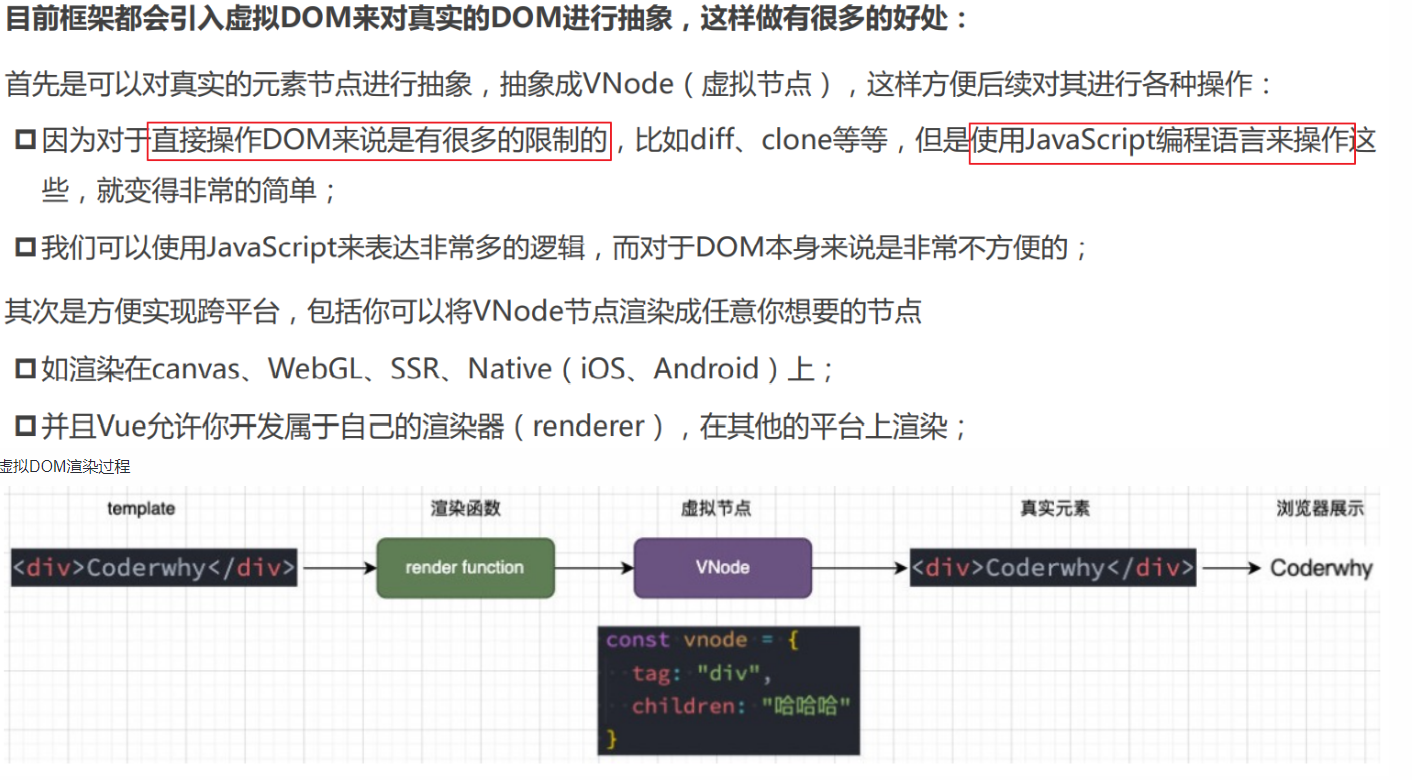 目前框架都会引入虚拟DOM来对真实的DOM进行抽象，这样做有很多的好处：
首先是可以对真实的元素节点进行抽象，抽象成VNode（虚拟节点），这样方便后续对其进行各种操作：
因为对于直接操作DOM来说是有很多的限制的，比如diff、clone等等，但是使用JavaScript编程语言来操作这
些，就变得非常的简单；
我们可以使用JavaScript来表达非常多的逻辑，而对于DOM本身来说是非常不方便的；
其次是方便实现跨平台，包括你可以将VNode节点渲染成任意你想要的节点
如渲染在canvas、WebGL、SSR、Native（iOS、Android）上；
并且Vue允许你开发属于自己的渲染器（renderer），在其他的平台上渲染；
虚拟DOM渲染过程
template 渲染函数 虚拟节点 真实元素 浏览器展示
<div>Coderwhy</div> render function VNode <div>Coderwhy</div> Coderwhy
const vnode = {
tag: "div",
children: "哈哈哈"
}